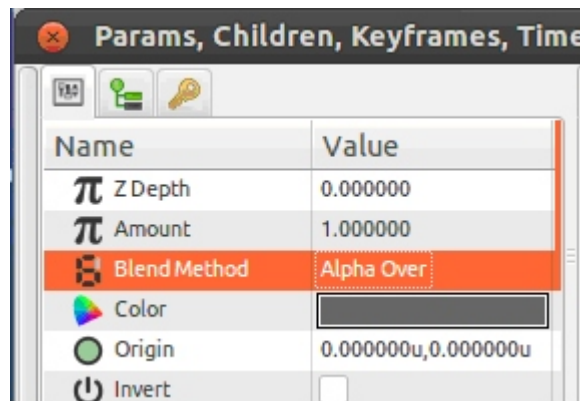 Params, Children, Keyframes, Time
Name Value
Z Depth 0.000000
Amount 1.000000
Blend Method Alpha Over
Color
Origin 0.000000u,0.000000u
Invert